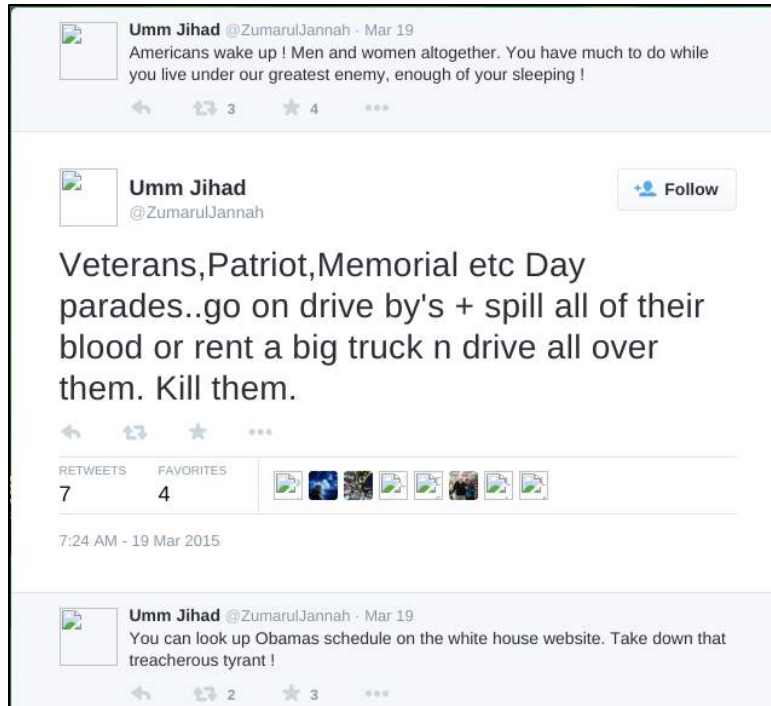 Umm Jihad @ZumarulJannah · Mar 19
Americans wake up ! Men and women altogether. You have much to do while
you live under our greatest enemy, enough of your sleeping !
3 4
Umm Jihad
@ZumarulJannah
Follow
Veterans,Patriot,Memorial etc Day
parades..go on drive by's + spill all of their
blood or rent a big truck n drive all over
them. Kill them.
RETWEETS FAVORITES
7 4
7:24 AM - 19 Mar 2015
Umm Jihad @ZumarulJannah · Mar 19
You can look up Obamas schedule on the white house website. Take down that
treacherous tyrant !
2 3